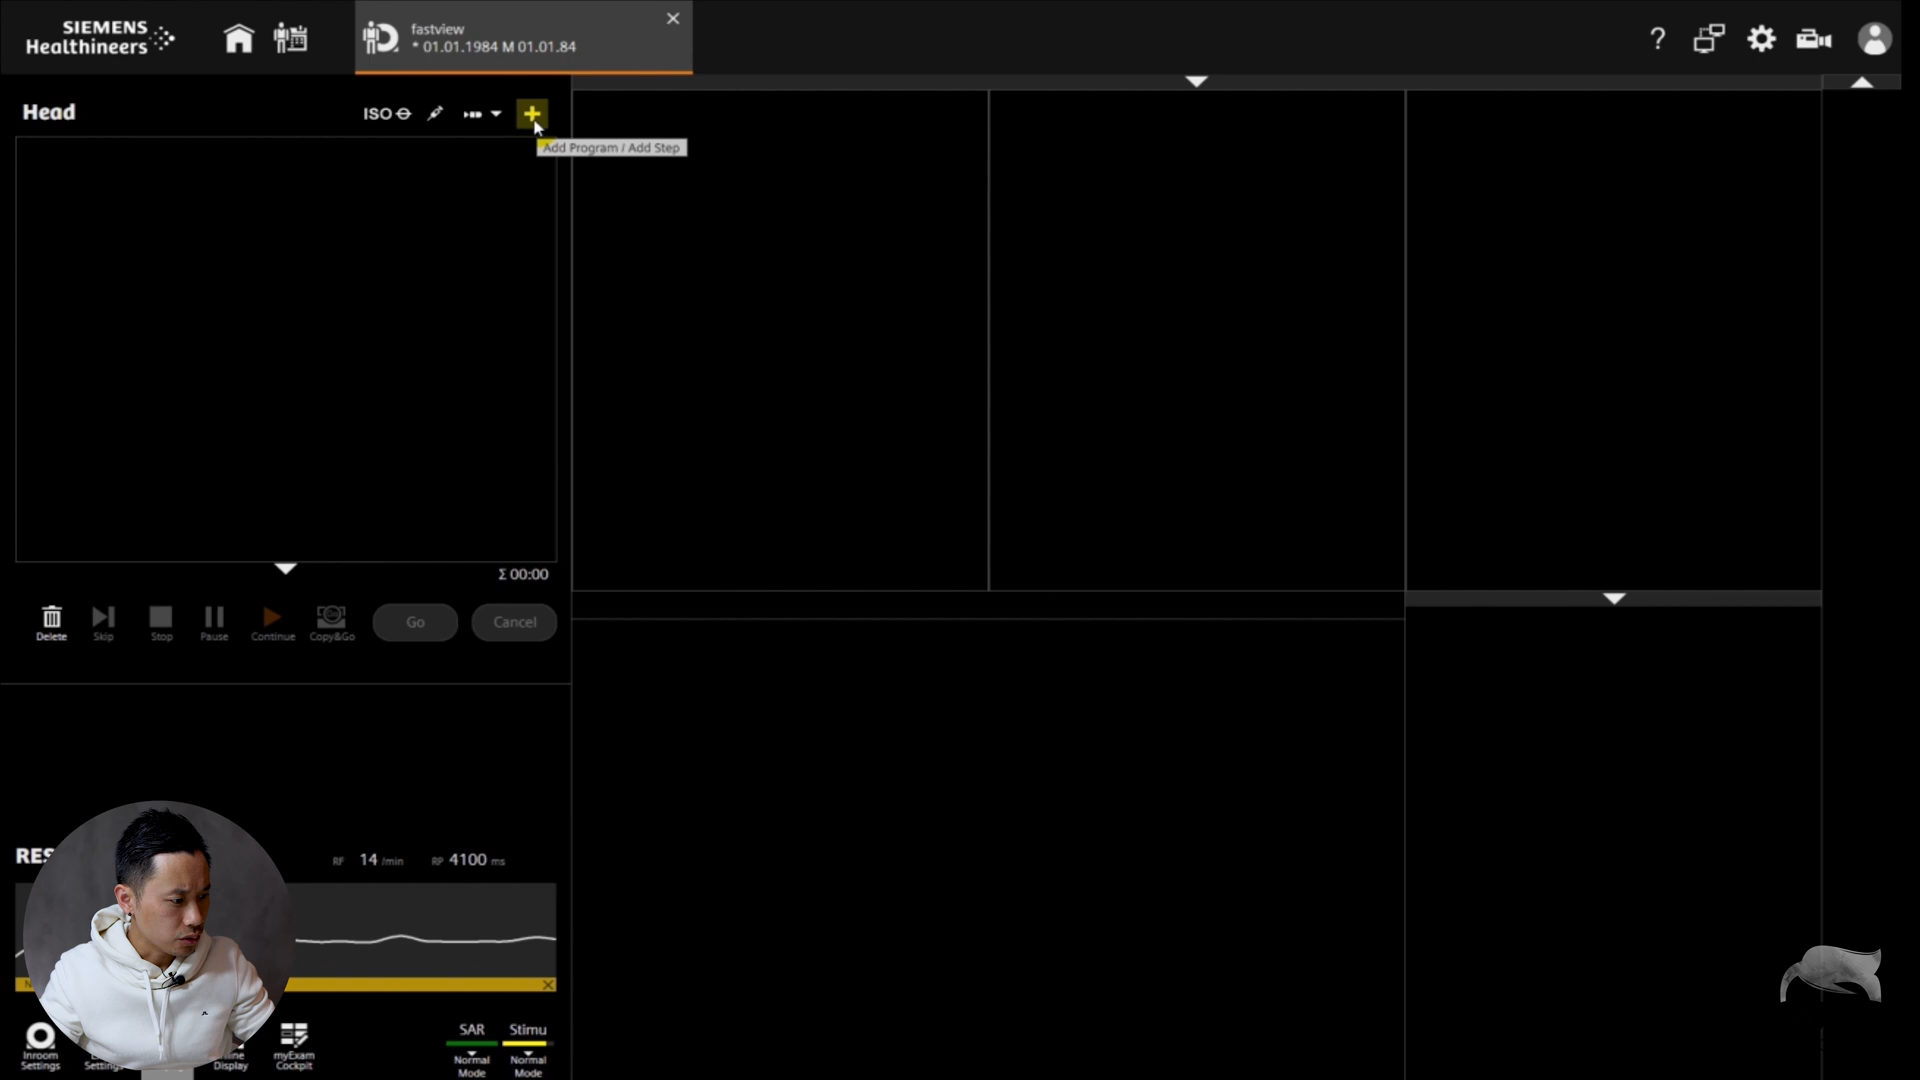 SIEMENS
Healthineers
fastview
* 01.01.1984 M 01.01.84
?
Head
ISO
Add Program / Add Step
Σ 00:00
Delete
Skip
Stop
Pause
Continue
Copy&Go
Go
Cancel
RES
RF 14 /min
RP 4100 ms
Inroom
Settings
Settings
Display
myExam
Cockpit
SAR
Normal
Mode
Stimu
Normal
Mode